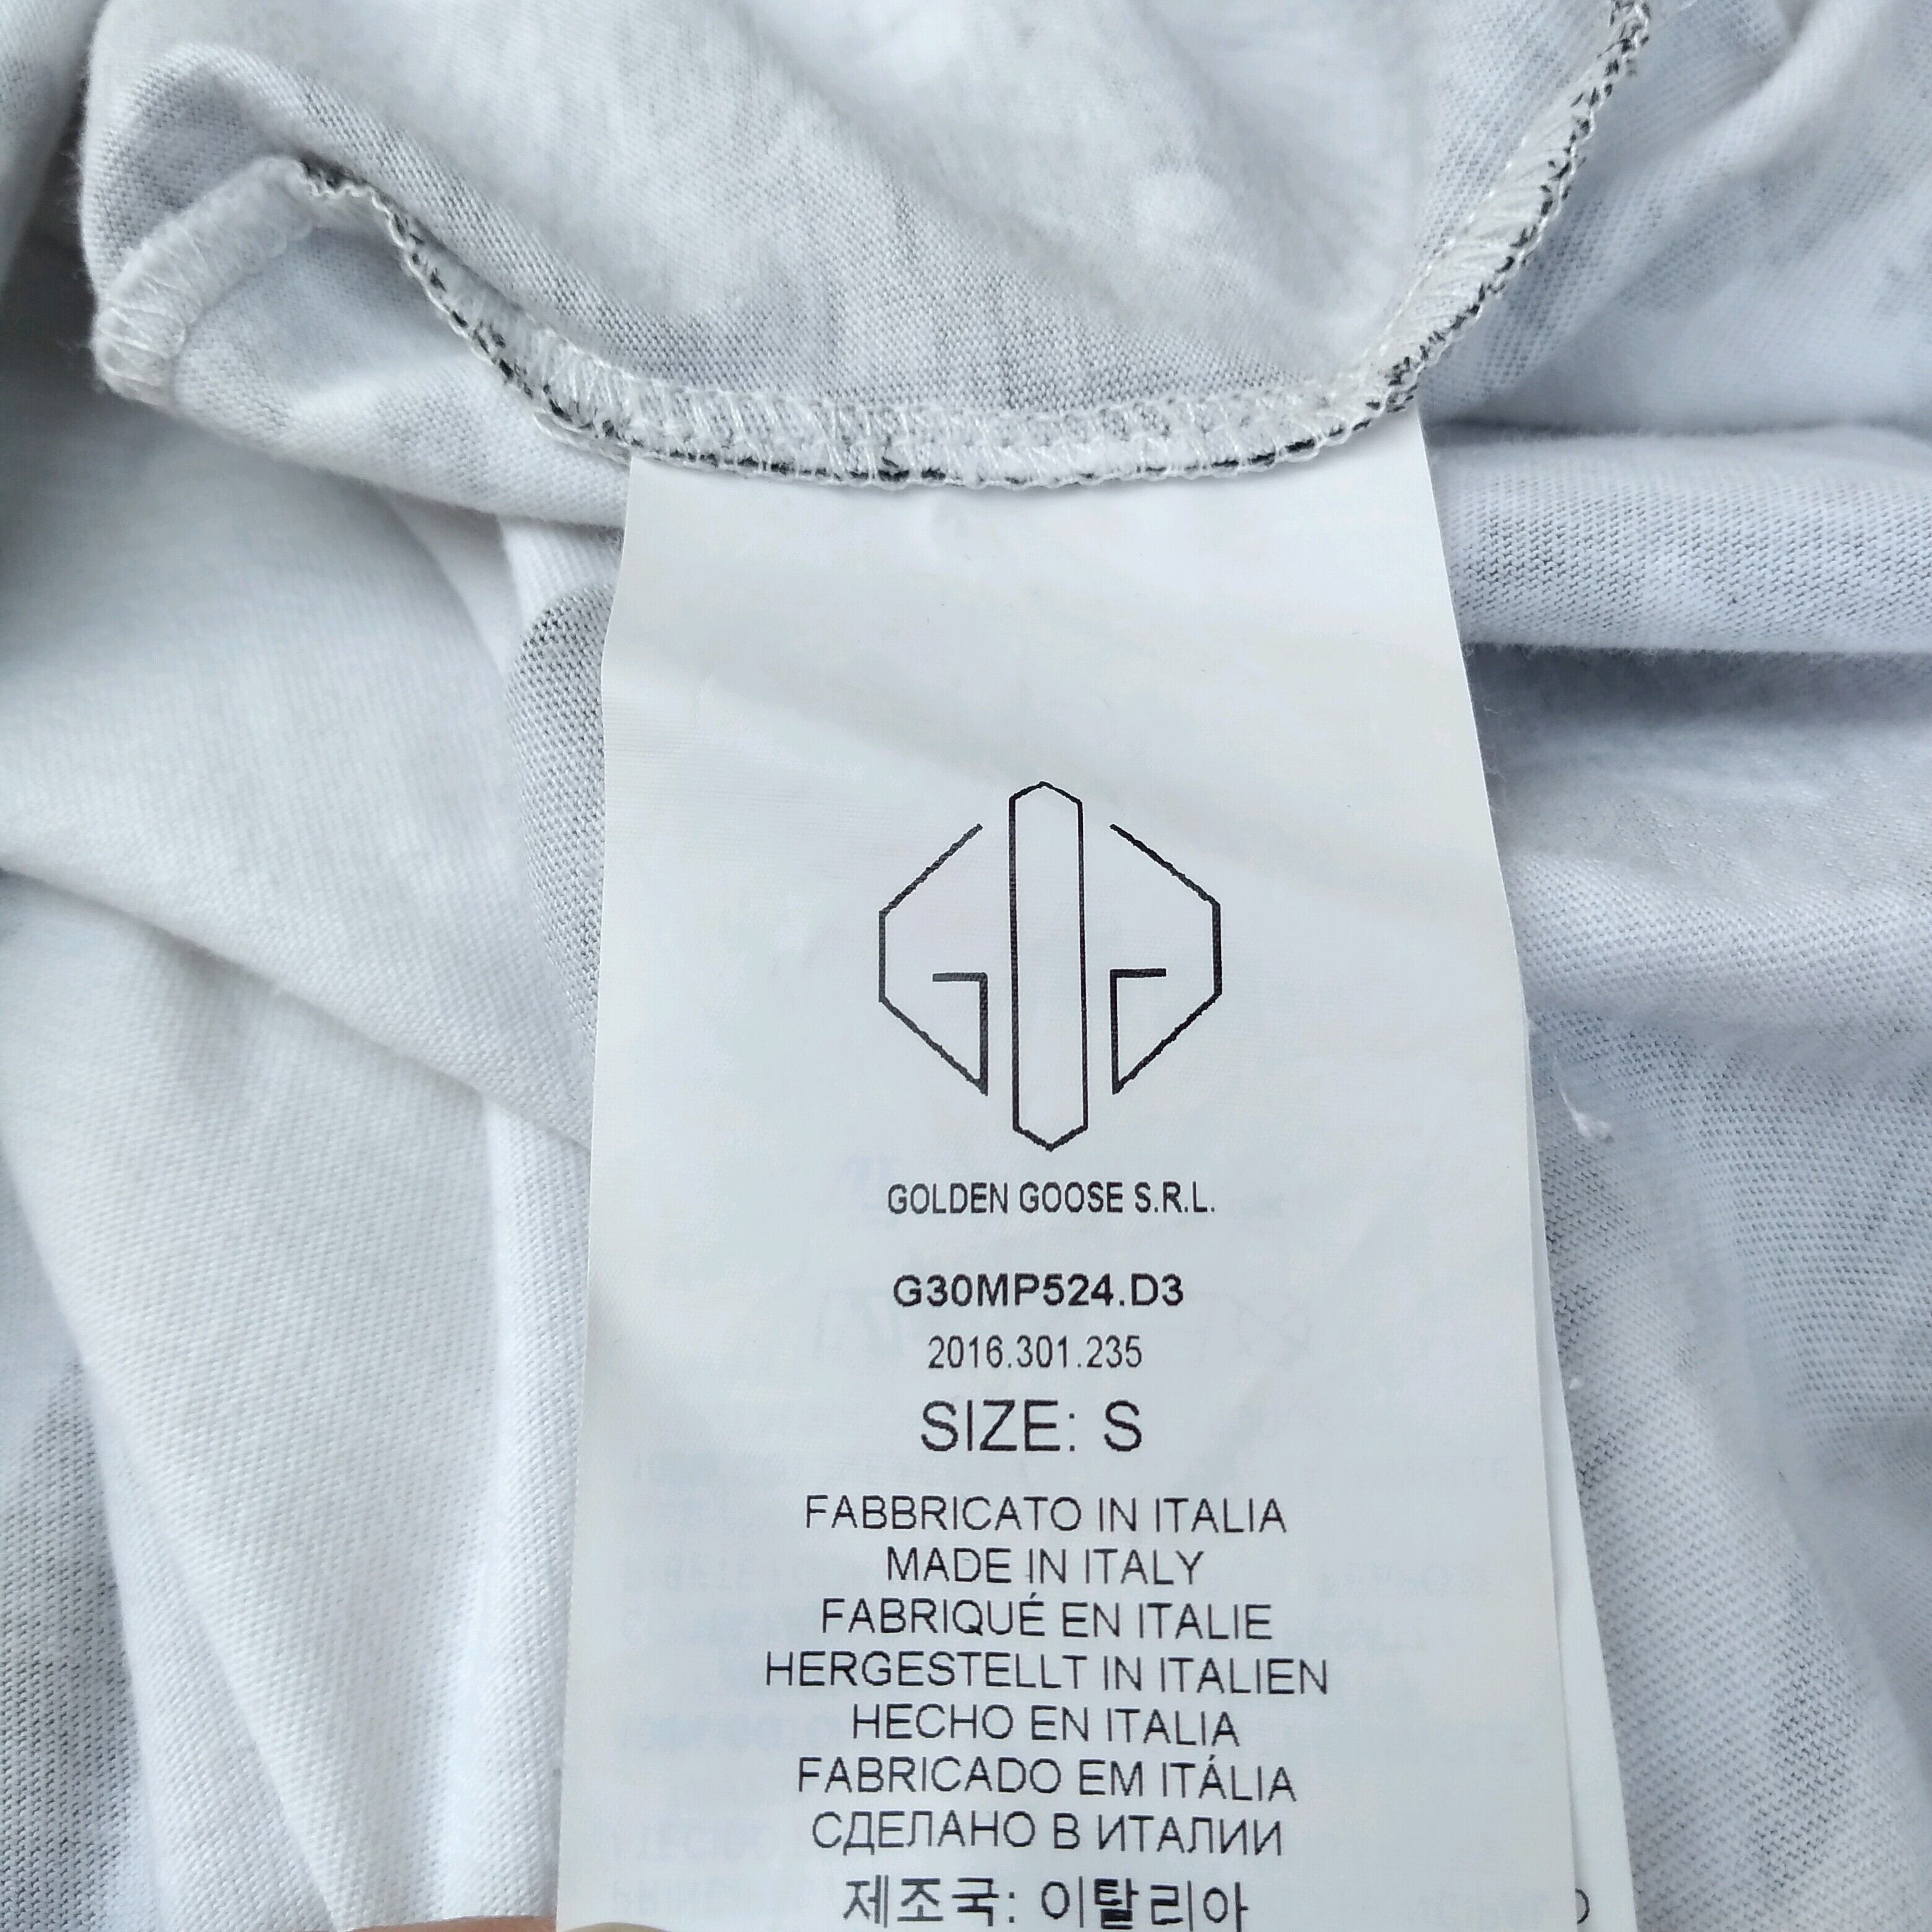 GOLDEN GOOSE S.R.L.
G30MP524.D3
2016.301.235
SIZE: S
FABBRICATO IN ITALIA
MADE IN ITALY
FABRIQUÉ EN ITALIE
HERGESTELLT IN ITALIEN
HECHO EN ITALIA
FABRICADO EM ITÁLIA
СДЕЛАНО В ИТАЛИИ
제조국: 이탈리아